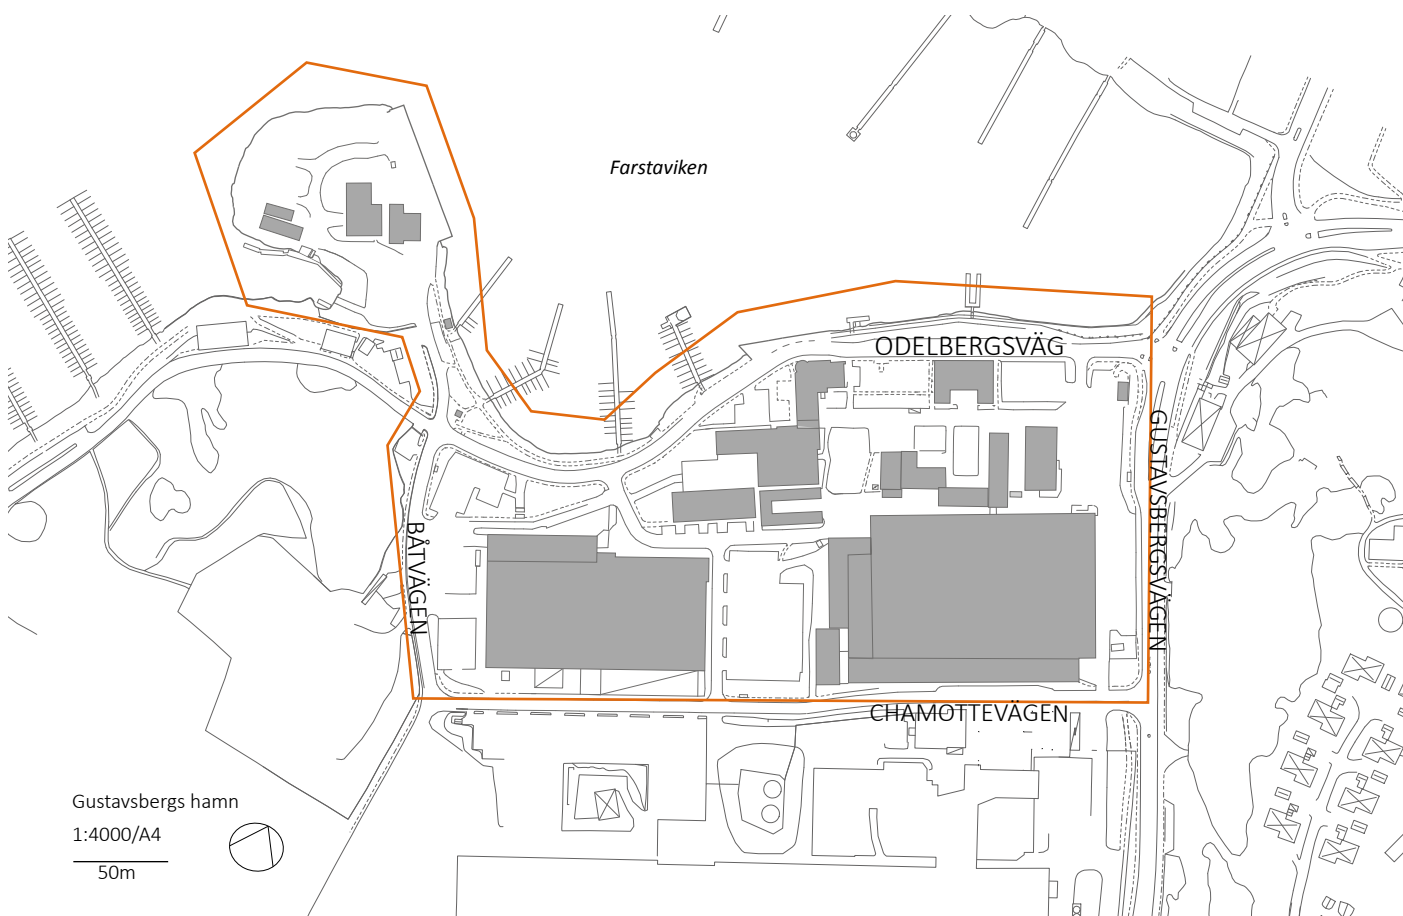 Farstaviken
ODELBERGSVÄG
GUSTAVSBERGSVÄGEN
BÅTVÄGEN
CHAMOTTEVÄGEN
Gustavsbergs hamn
1:4000/A4
50m